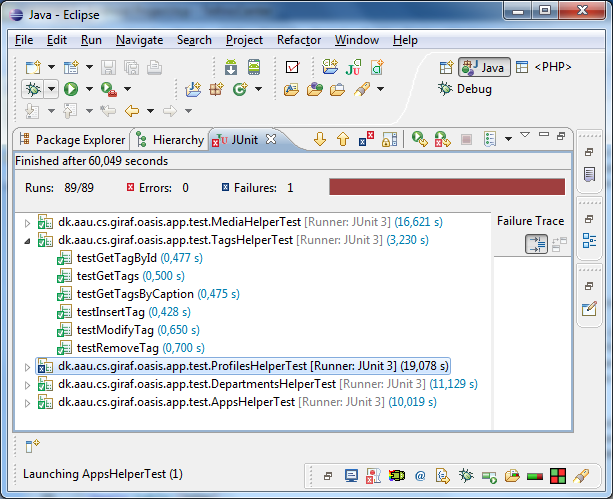 Java - Eclipse
File Edit Run Navigate Search Project Refactor Window Help
Java <PHP>
Debug
Package Explorer Hierarchy JUnit
Finished after 60,049 seconds
Runs: 89/89 Errors: 0 Failures: 1
dk.aau.cs.giraf.oasis.app.test.MediaHelperTest [Runner: JUnit 3] (16,621 s)
Failure Trace
dk.aau.cs.giraf.oasis.app.test.TagsHelperTest [Runner: JUnit 3] (3,230 s)
testGetTagById (0,477 s)
testGetTags (0,500 s)
testGetTagsByCaption (0,475 s)
testInsertTag (0,428 s)
testModifyTag (0,650 s)
testRemoveTag (0,700 s)
dk.aau.cs.giraf.oasis.app.test.ProfilesHelperTest [Runner: JUnit 3] (19,078 s)
dk.aau.cs.giraf.oasis.app.test.DepartmentsHelperTest [Runner: JUnit 3] (11,129 s)
dk.aau.cs.giraf.oasis.app.test.AppsHelperTest [Runner: JUnit 3] (10,019 s)
Launching AppsHelperTest (1)